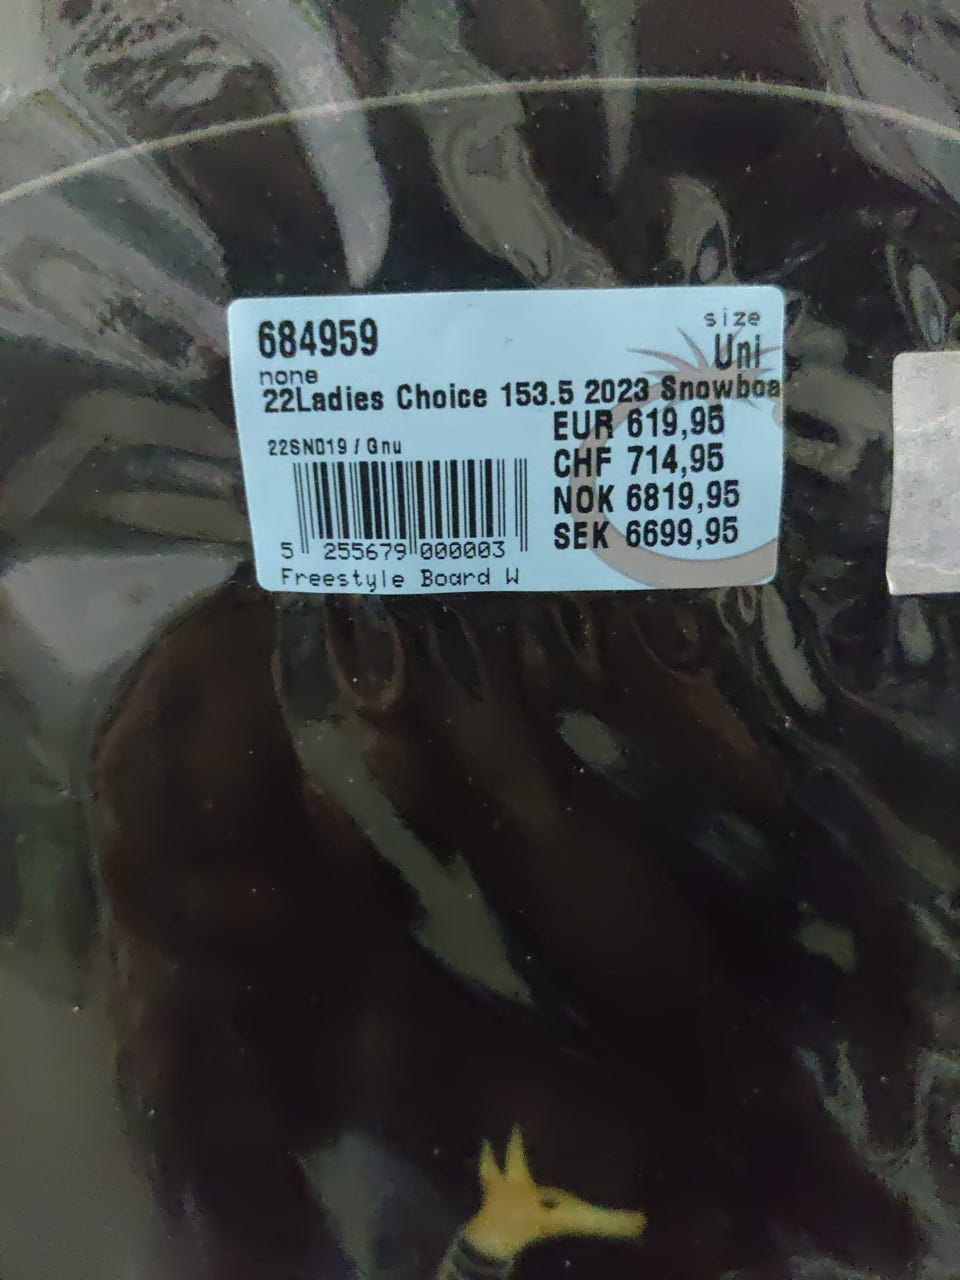 684959
size
Uni
none
22Ladies Choice 153.5 2023 Snowboa
EUR 619,95
22SN019 / Gnu
CHF 714,95
NOK 6819,95
SEK 6699,95
5 255679 000003
Freestyle Board W